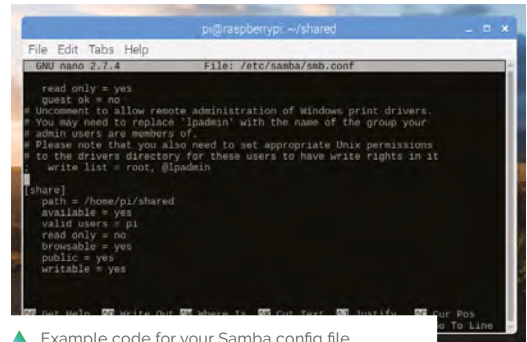 pi@raspberrypi: ~/shared
File Edit Tabs Help
GNU nano 2.7.4 File: /etc/samba/smb.conf
read only = yes
guest ok = no
# Uncomment to allow remote administration of Windows print drivers.
# You may need to replace 'lpadmin' with the name of the group your
# admin users are members of.
# Please note that you also need to set appropriate Unix permissions
# to the drivers directory for these users to have write rights in it
; write list = root, @lpadmin
[share]
path = /home/pi/shared
available = yes
valid users = pi
read only = no
browsable = yes
public = yes
writable = yes
^G Get Help ^O Write Out ^W Where Is ^K Cut Text ^J Justify ^C Cur Pos
Go To Line
Example code for your Samba config file